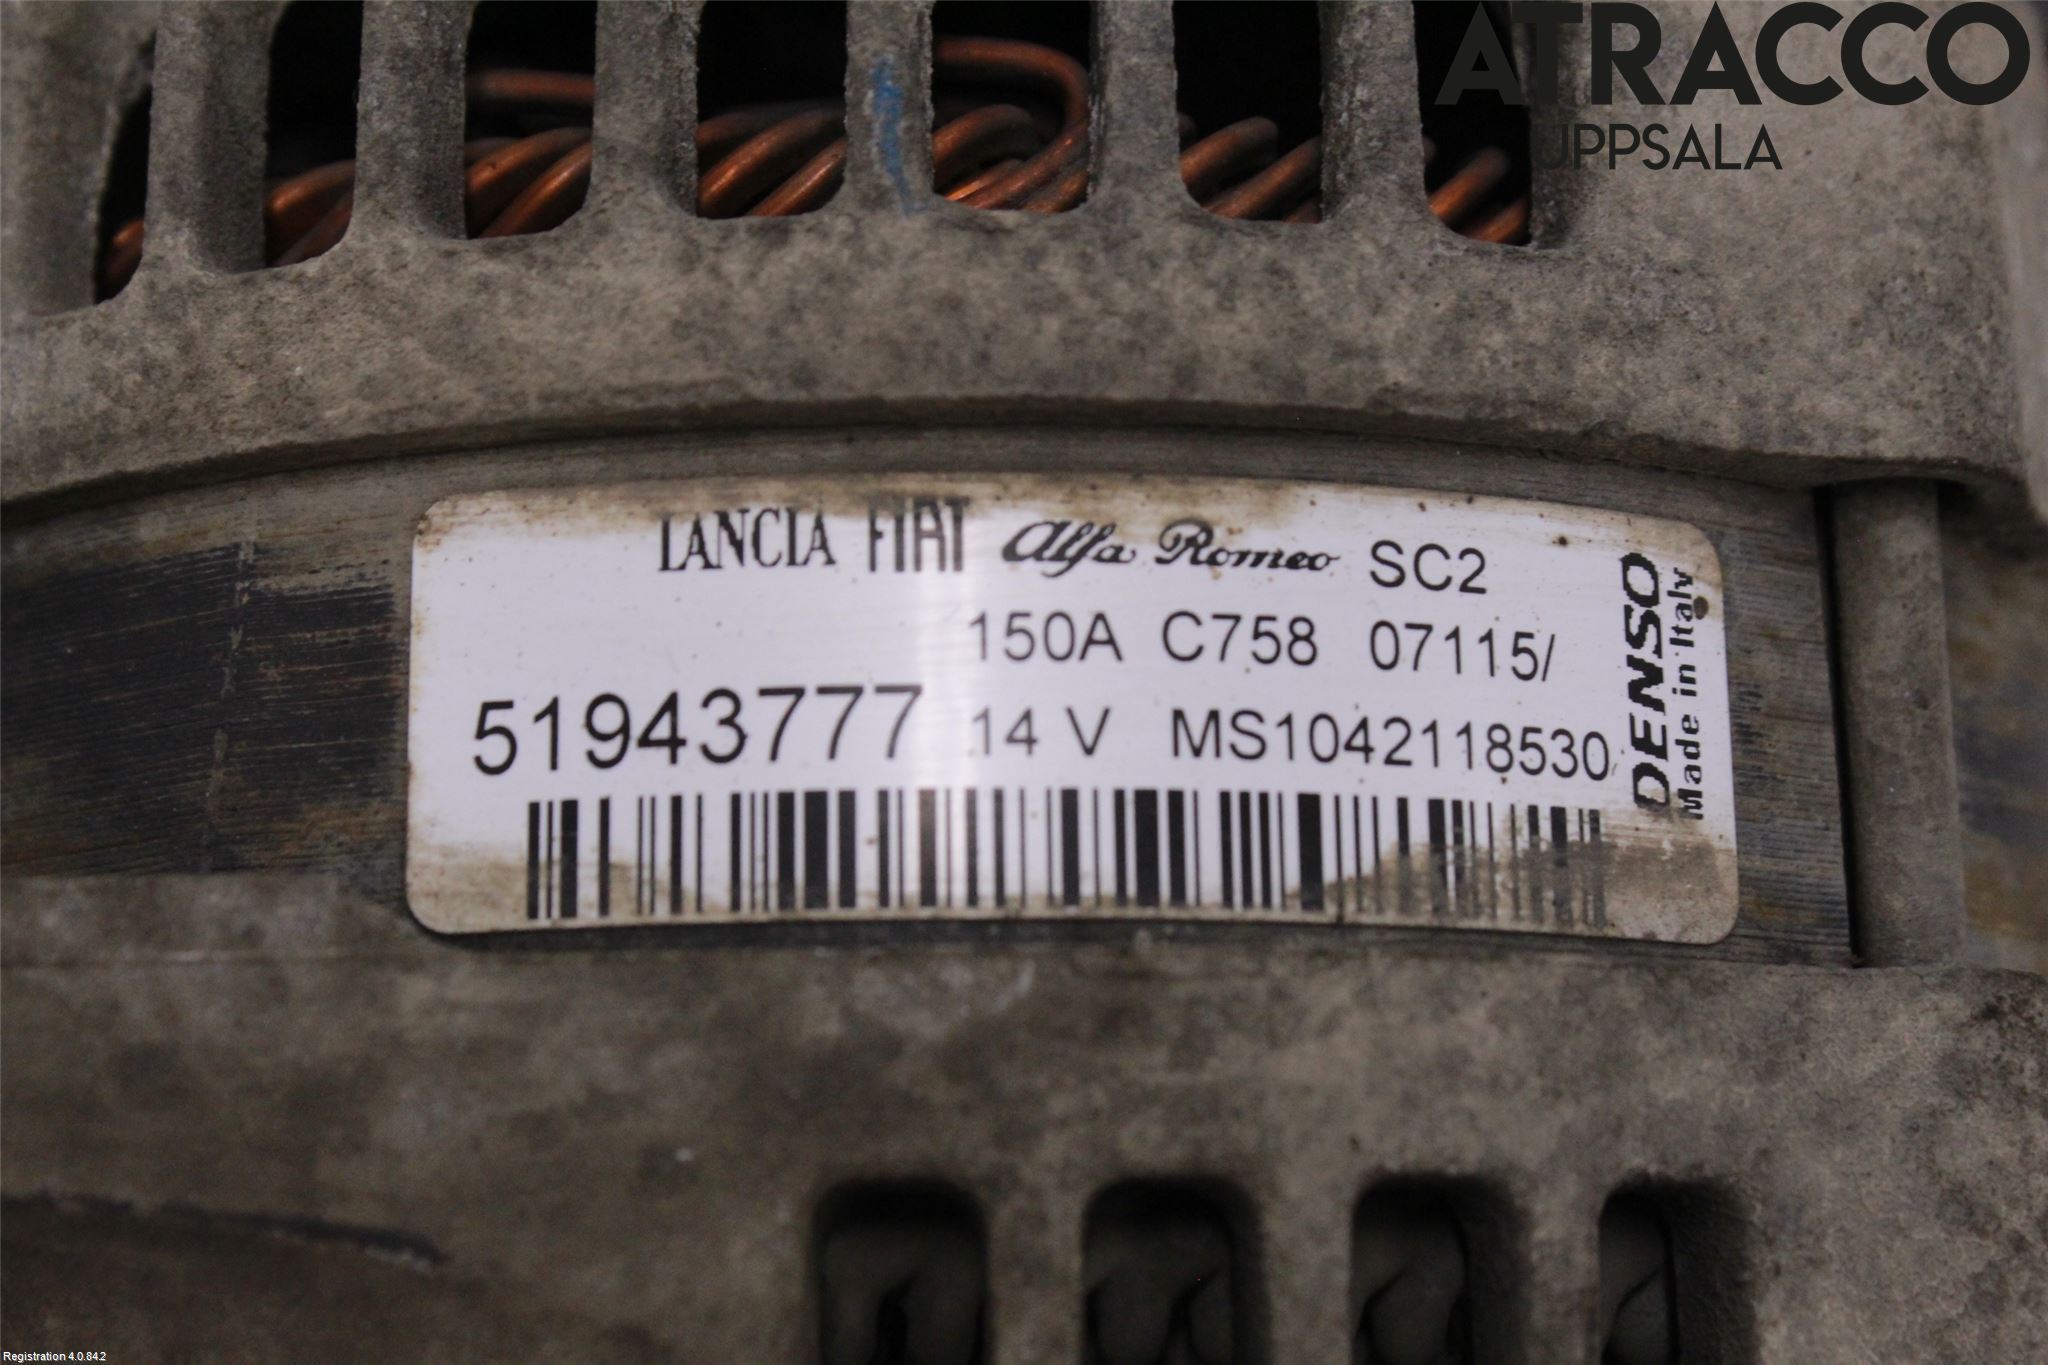 ATRACCO
UPPSALA
LANCIA FIAT Alfa Romeo SC2
150A C758 07115/
51943777 14 V MS1042118530
DENSO
Made in Italy
Registration 4.0.84.2